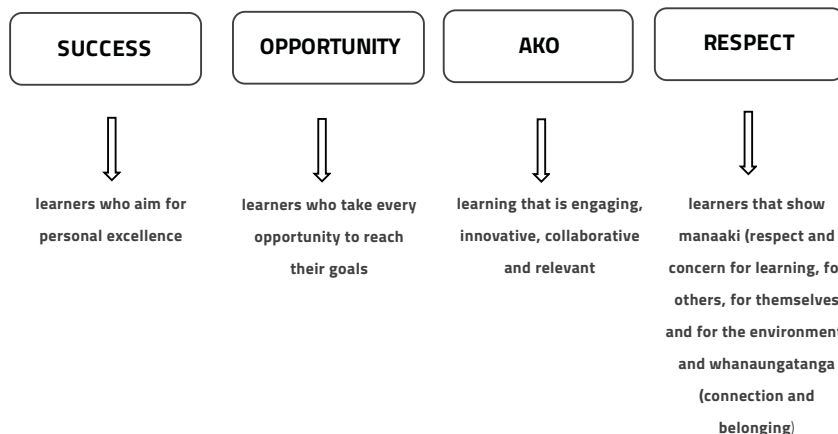 SUCCESS
OPPORTUNITY
AKO
RESPECT
learners who aim for
personal excellence
learners who take every
opportunity to reach
their goals
learning that is engaging,
innovative, collaborative
and relevant
learners that show
manaaki (respect and
concern for learning, fo
others, for themselves
and for the environment
and whanaungatanga
(connection and
belonging)